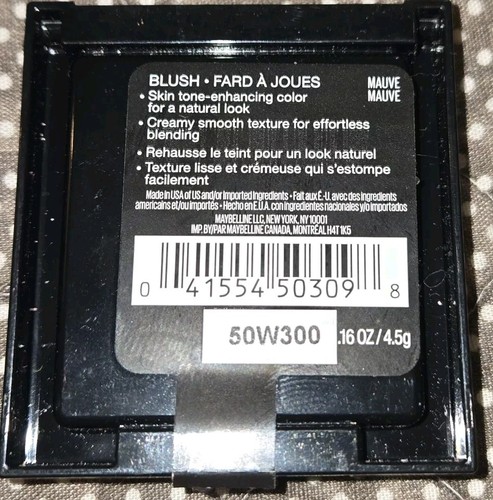 BLUSH • FARD À JOUES
MAUVE
MAUVE
• Skin tone-enhancing color
for a natural look
• Creamy smooth texture for effortless
blending
• Rehausse le teint pour un look naturel
• Texture lisse et crémeuse qui s'estompe
facilement
Made in USA of US and/or Imported Ingredients • Fait aux É.-U. avec des ingredients
americains et/ou importés • Hecho en E.U.A. con ingredientes nacionales y/o importados
MAYBELLINE LLC, NEW YORK, NY 10001
IMP. BY/PAR MAYBELLINE CANADA, MONTRÉAL H4T 1K5
0 41554 50309 8
50W300 .16 OZ / 4.5g